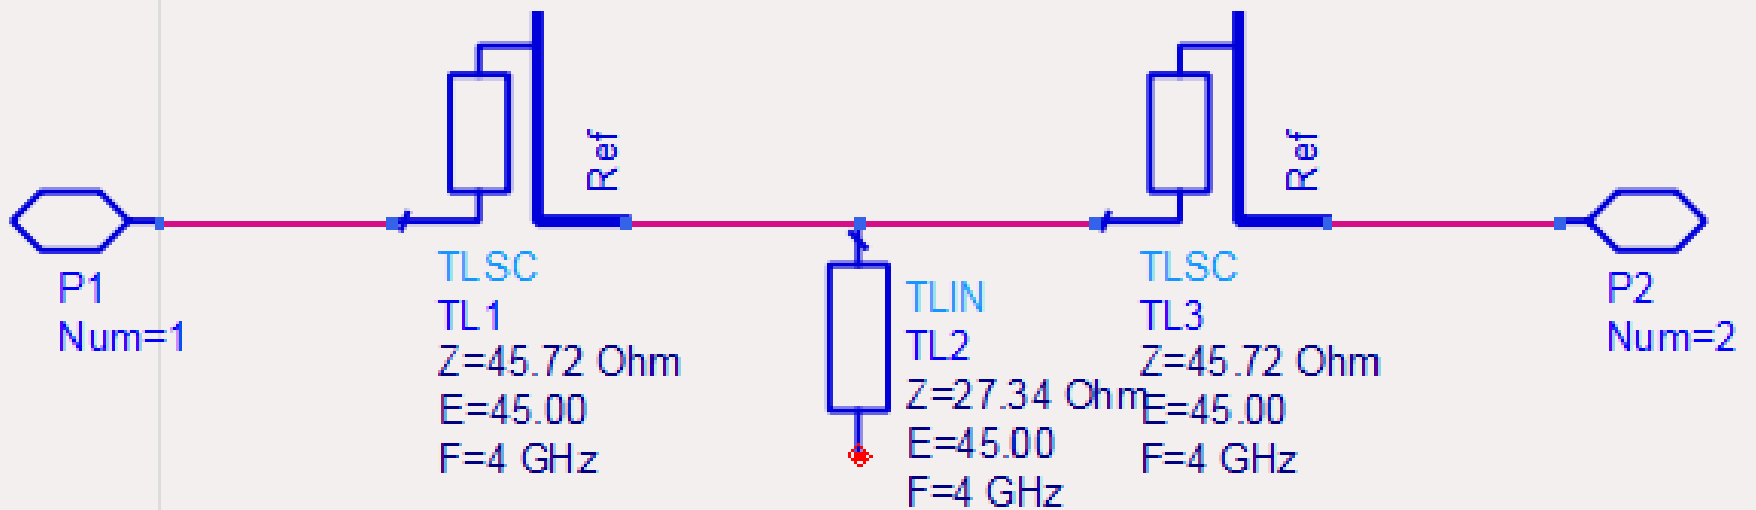 Ref
Ref
P1
Num=1
TLSC
TL1
Z=45.72 Ohm
E=45.00
F=4 GHz
TLIN
TL2
Z=27.34 Ohm
E=45.00
F=4 GHz
TLSC
TL3
Z=45.72 Ohm
E=45.00
F=4 GHz
P2
Num=2